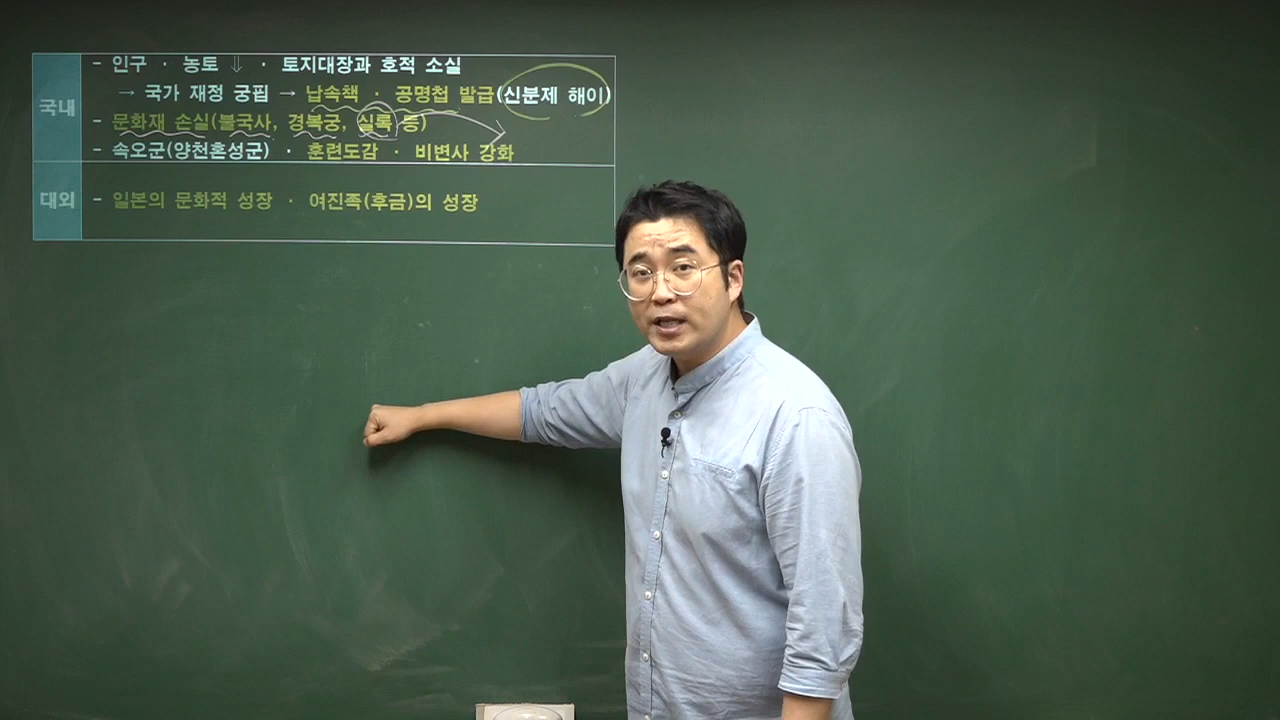 국내
- 인구 · 농토 ⇩ · 토지대장과 호적 소실
→ 국가 재정 궁핍 → 납속책 · 공명첩 발급(신분제 해이)
- 문화재 손실(불국사, 경복궁, 실록 등)
- 속오군(양천혼성군) · 훈련도감 · 비변사 강화
대외
- 일본의 문화적 성장 · 여진족(후금)의 성장